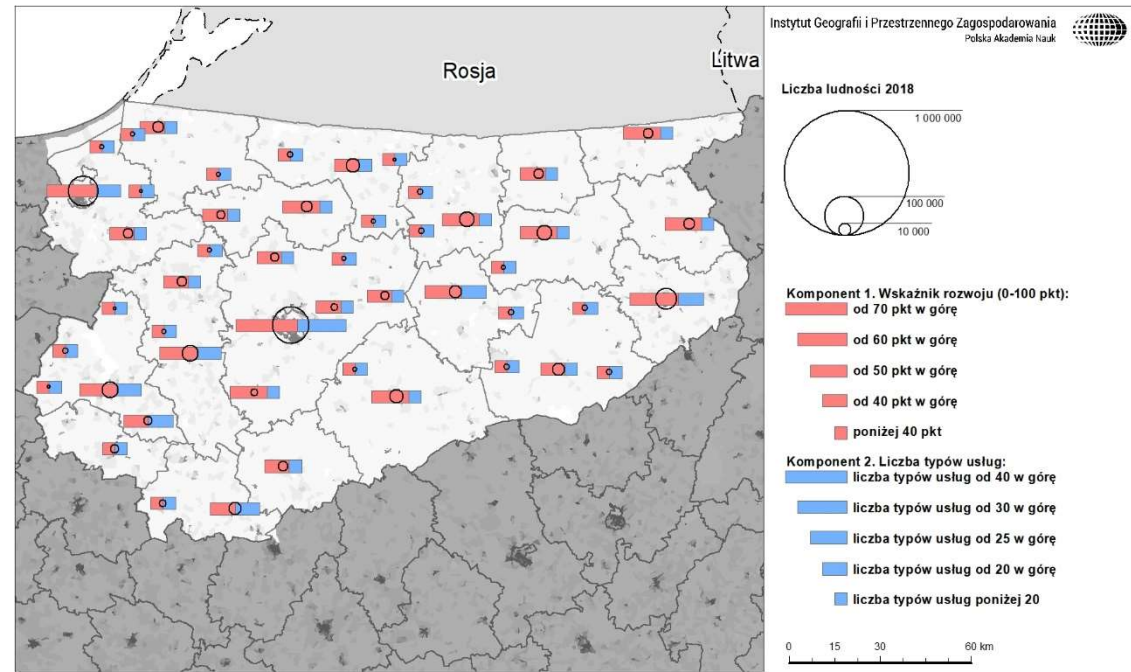 Rosja
Litwa
Instytut Geografii i Przestrzennego Zagospodarowania
Polska Akademia Nauk
Liczba ludności 2018
1 000 000
100 000
10 000
Komponent 1. Wskaźnik rozwoju (0-100 pkt):
od 70 pkt w górę
od 60 pkt w górę
od 50 pkt w górę
od 40 pkt w górę
poniżej 40 pkt
Komponent 2. Liczba typów usług:
liczba typów usług od 40 w górę
liczba typów usług od 30 w górę
liczba typów usług od 25 w górę
liczba typów usług od 20 w górę
liczba typów usług poniżej 20
0 15 30 60 km